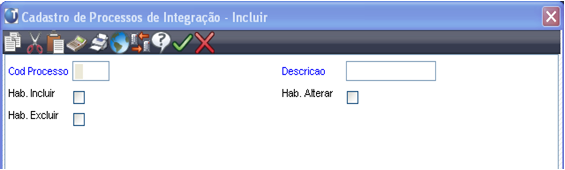 Cadastro de Processos de Integração - Incluir
Cod Processo
Descricao
Hab. Incluir
Hab. Alterar
Hab. Excluir